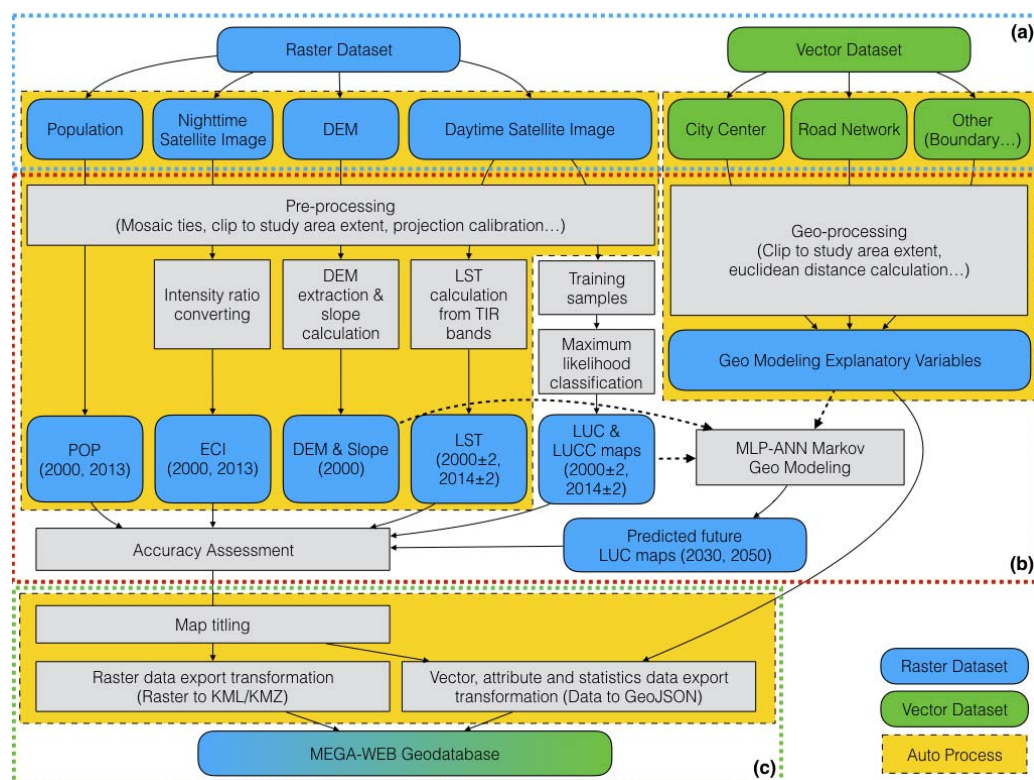 (a)
Raster Dataset
Vector Dataset
Population
Nighttime
Satellite Image
DEM
Daytime Satellite Image
City Center
Road Network
Other
(Boundary…)
Pre-processing
(Mosaic ties, clip to study area extent, projection calibration…)
Geo-processing
(Clip to study area extent,
euclidean distance calculation…)
Intensity ratio
converting
DEM
extraction &
slope
calculation
LST
calculation
from TIR
bands
Training
samples
Maximum
likelihood
classification
Geo Modeling Explanatory Variables
POP
(2000, 2013)
ECI
(2000, 2013)
DEM & Slope
(2000)
LST
(2000±2,
2014±2)
LUC &
LUCC maps
(2000±2,
2014±2)
MLP-ANN Markov
Geo Modeling
Accuracy Assessment
Predicted future
LUC maps (2030, 2050)
(b)
Map titling
Raster data export transformation
(Raster to KML/KMZ)
Vector, attribute and statistics data export
transformation (Data to GeoJSON)
MEGA-WEB Geodatabase
(c)
Raster Dataset
Vector Dataset
Auto Process